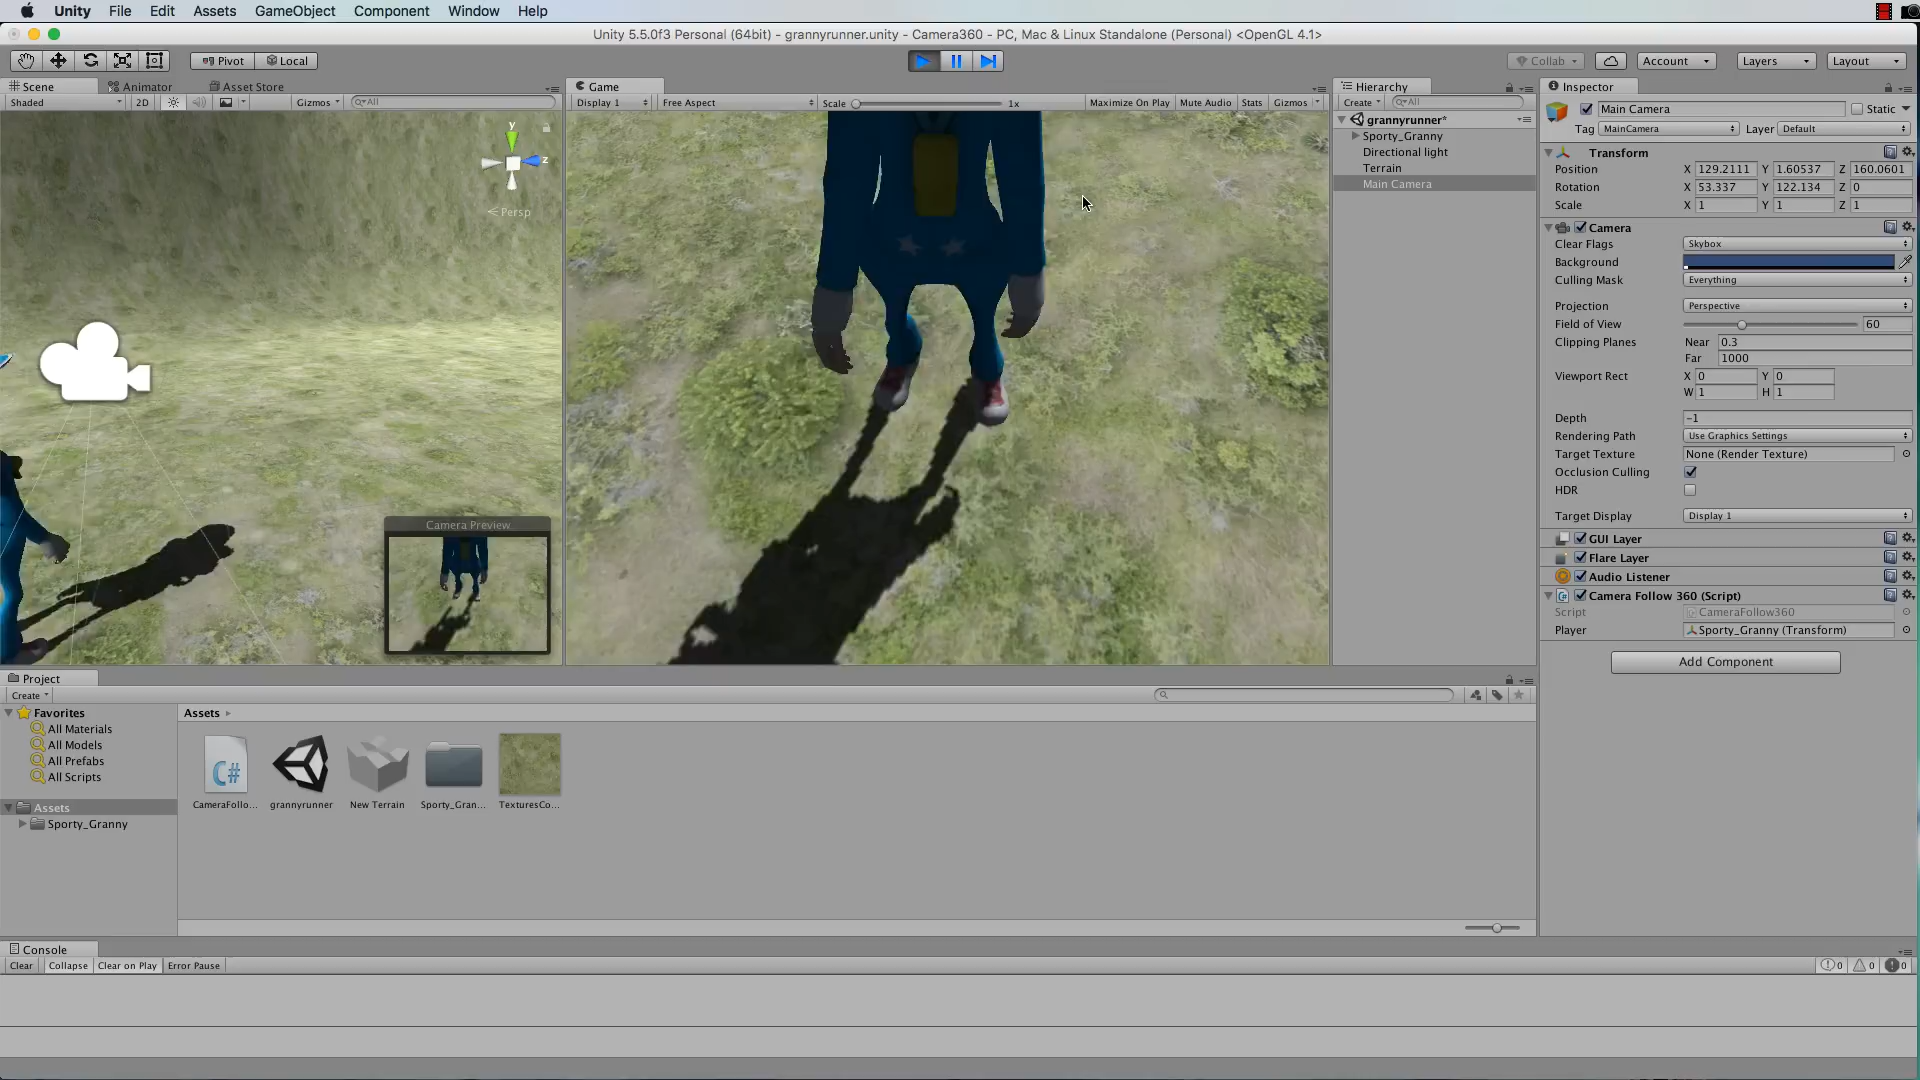 Unity File Edit Assets GameObject Component Window Help
Unity 5.5.0f3 Personal (64bit) - grannyrunner.unity - Camera360 - PC, Mac & Linux Standalone (Personal) <OpenGL 4.1>
Pivot Local Collab Account Layers Layout
Scene Animator Asset Store
Shaded 2D Gizmos All
y
z
Persp
Camera Preview
Game
Display 1 Free Aspect Scale 1x Maximize On Play Mute Audio Stats Gizmos
Hierarchy
Create All
grannyrunner*
Sporty_Granny
Directional light
Terrain
Main Camera
Inspector
Main Camera Static
Tag MainCamera Layer Default
Transform
Position X 129.2111 Y 1.60537 Z 160.0601
Rotation X 53.337 Y 122.134 Z 0
Scale X 1 Y 1 Z 1
Camera
Clear Flags Skybox
Background
Culling Mask Everything
Projection Perspective
Field of View 60
Clipping Planes Near 0.3
Far 1000
Viewport Rect X 0 Y 0
W 1 H 1
Depth -1
Rendering Path Use Graphics Settings
Target Texture None (Render Texture)
Occlusion Culling
HDR
Target Display Display 1
GUI Layer
Flare Layer
Audio Listener
Camera Follow 360 (Script)
Script CameraFollow360
Player Sporty_Granny (Transform)
Add Component
Project
Create
Favorites
All Materials
All Models
All Prefabs
All Scripts
Assets
Sporty_Granny
Assets
C#
CameraFollo... grannyrunner New Terrain Sporty_Gran... TexturesCo...
Console
Clear Collapse Clear on Play Error Pause 0 0 0